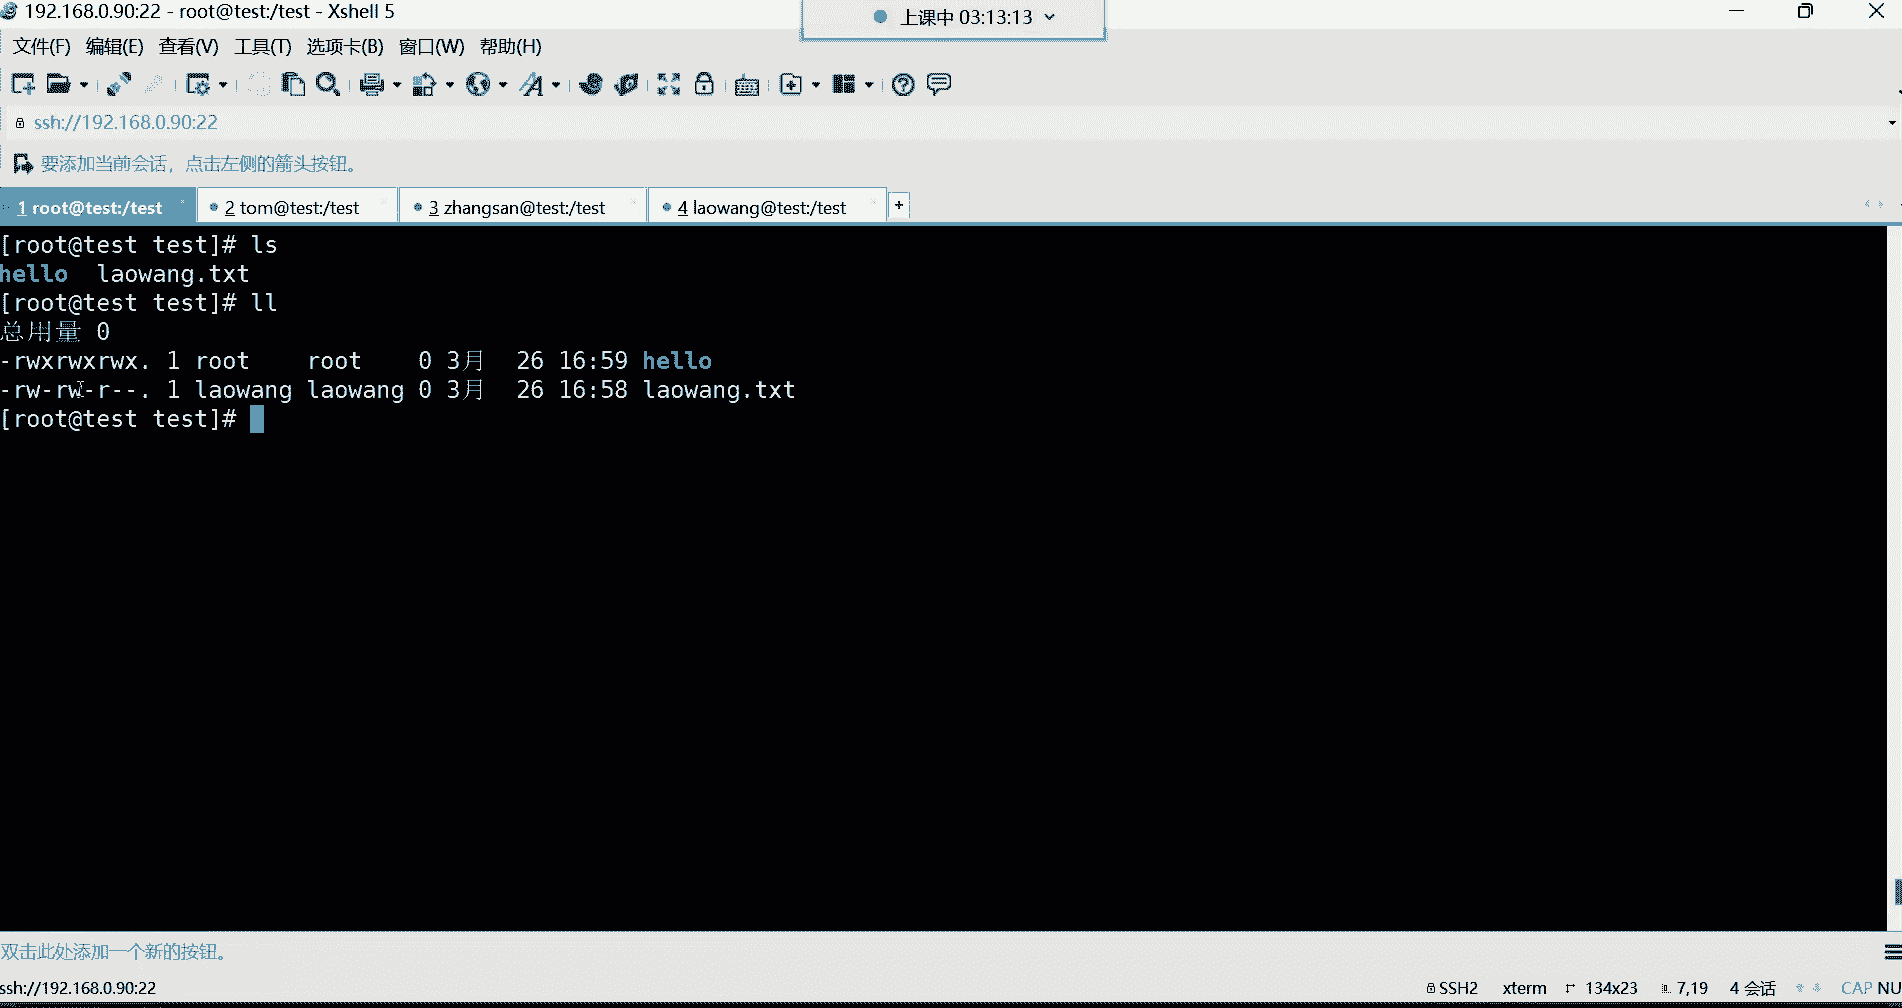 192.168.0.90:22 - root@test:/test - Xshell 5
上课中 03:13:13
文件(F) 编辑(E) 查看(V) 工具(T) 选项卡(B) 窗口(W) 帮助(H)
ssh://192.168.0.90:22
要添加当前会话，点击左侧的箭头按钮。
1 root@test:/test 2 tom@test:/test 3 zhangsan@test:/test 4 laowang@test:/test +
[root@test test]# ls
hello  laowang.txt
[root@test test]# ll
总用量 0
-rwxrwxrwx. 1 root    root    0 3月  26 16:59 hello
-rw-rw-r--. 1 laowang laowang 0 3月  26 16:58 laowang.txt
[root@test test]#
双击此处添加一个新的按钮。
ssh://192.168.0.90:22 SSH2 xterm 134x23 7,19 4 会话 CAP NU